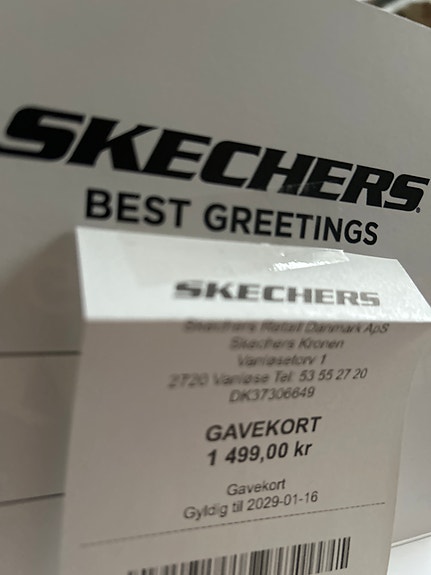 SKECHERS
BEST GREETINGS
SKECHERS
Skechers Retail Danmark ApS
Skechers Kronen
Vanløsetorv 1
2720 Vanløse Tel: 53 55 27 20
DK37306649
GAVEKORT
1 499,00 kr
Gavekort
Gyldig til 2029-01-16